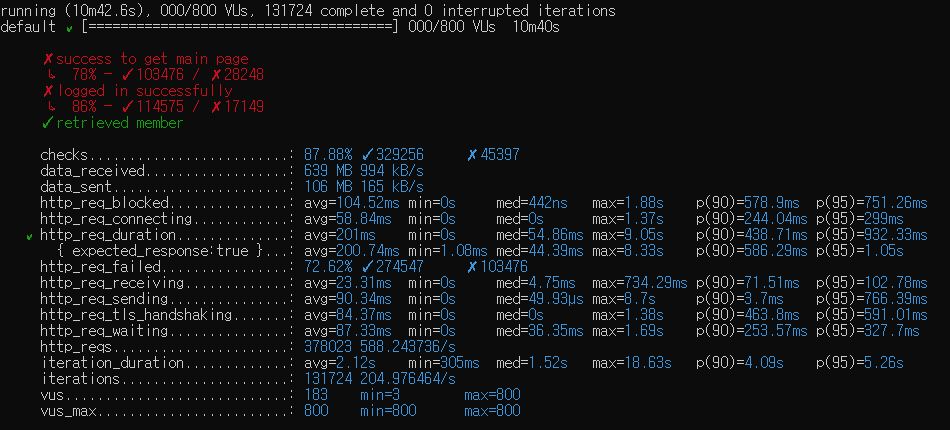 running (10m42.6s), 000/800 VUs, 131724 complete and 0 interrupted iterations
default ✓ [======================================] 000/800 VUs  10m40s

✗ success to get main page
↳  78% — ✓ 103476 / ✗ 28248
✗ logged in successfully
↳  86% — ✓ 114575 / ✗ 17149
✓ retrieved member

checks.........................: 87.88% ✓ 329256 ✗ 45397
data_received..................: 639 MB 994 kB/s
data_sent......................: 106 MB 165 kB/s
http_req_blocked...............: avg=104.52ms min=0s med=442ns max=1.88s p(90)=578.9ms p(95)=751.26ms
http_req_connecting............: avg=58.84ms min=0s med=0s max=1.37s p(90)=244.04ms p(95)=299ms
✓ http_req_duration..............: avg=201ms min=0s med=54.86ms max=9.05s p(90)=438.71ms p(95)=932.33ms
{ expected_response:true }...: avg=200.74ms min=1.08ms med=44.39ms max=8.33s p(90)=586.29ms p(95)=1.05s
http_req_failed................: 72.62% ✓ 274547 ✗ 103476
http_req_receiving.............: avg=23.31ms min=0s med=4.75ms max=734.29ms p(90)=71.51ms p(95)=102.78ms
http_req_sending...............: avg=90.34ms min=0s med=49.93µs max=8.7s p(90)=3.7ms p(95)=766.39ms
http_req_tls_handshaking.......: avg=84.37ms min=0s med=0s max=1.38s p(90)=463.8ms p(95)=591.01ms
http_req_waiting...............: avg=87.33ms min=0s med=36.35ms max=1.69s p(90)=253.57ms p(95)=327.7ms
http_reqs......................: 378023 588.243736/s
iteration_duration.............: avg=2.12s min=305ms med=1.52s max=18.63s p(90)=4.09s p(95)=5.26s
iterations.....................: 131724 204.976464/s
vus............................: 183 min=3 max=800
vus_max........................: 800 min=800 max=800